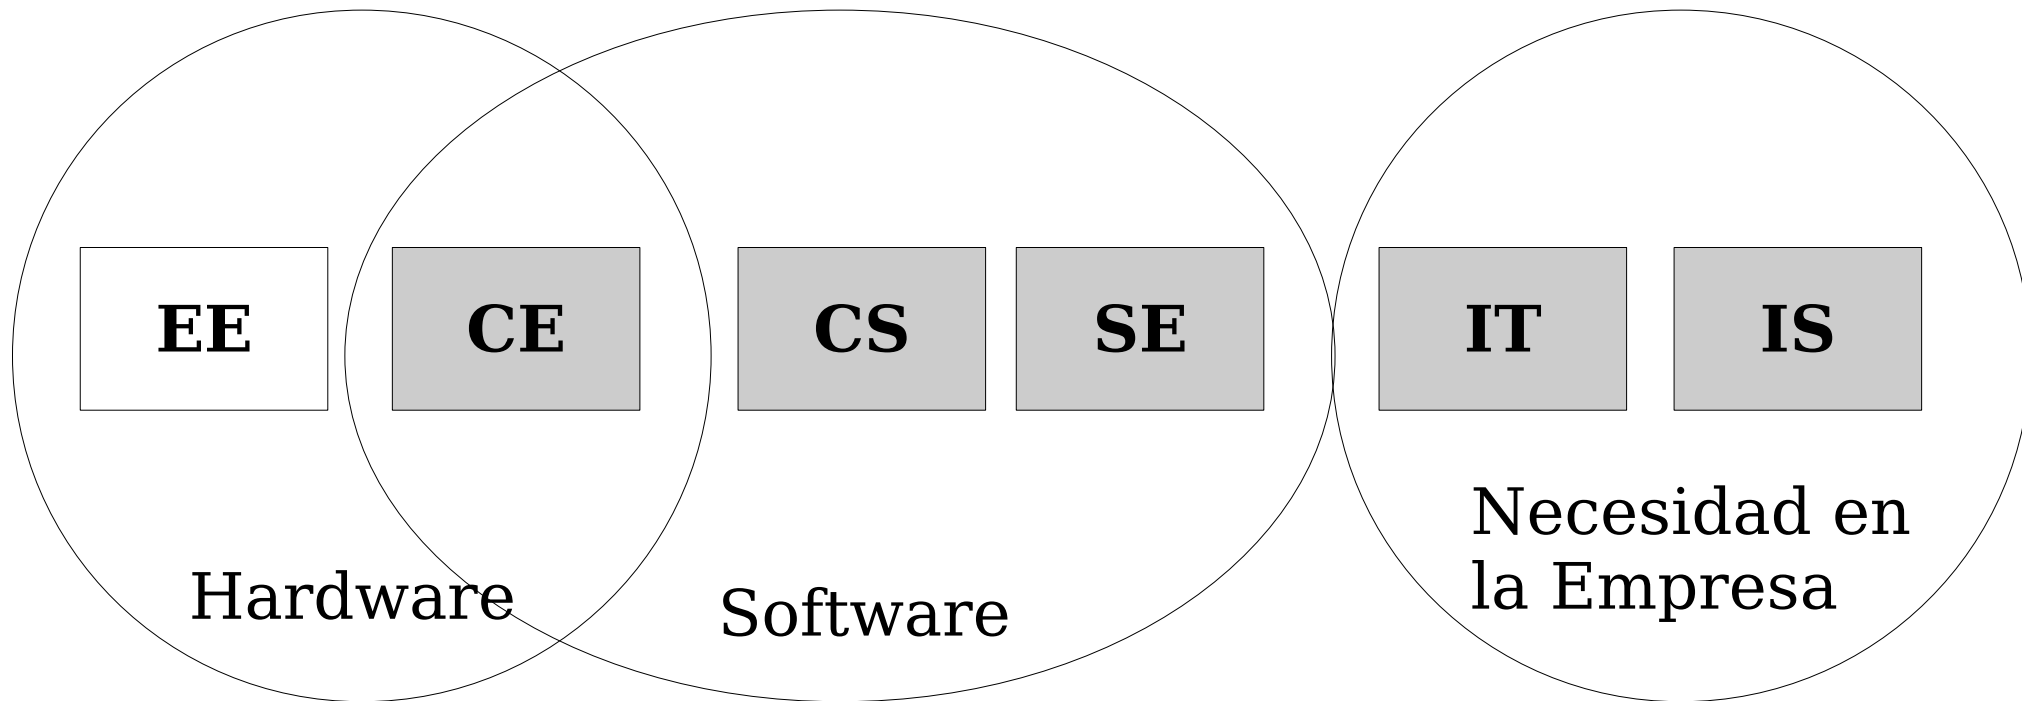 EE
CE
CS
SE
IT
IS
Hardware
Software
Necesidad en
la Empresa